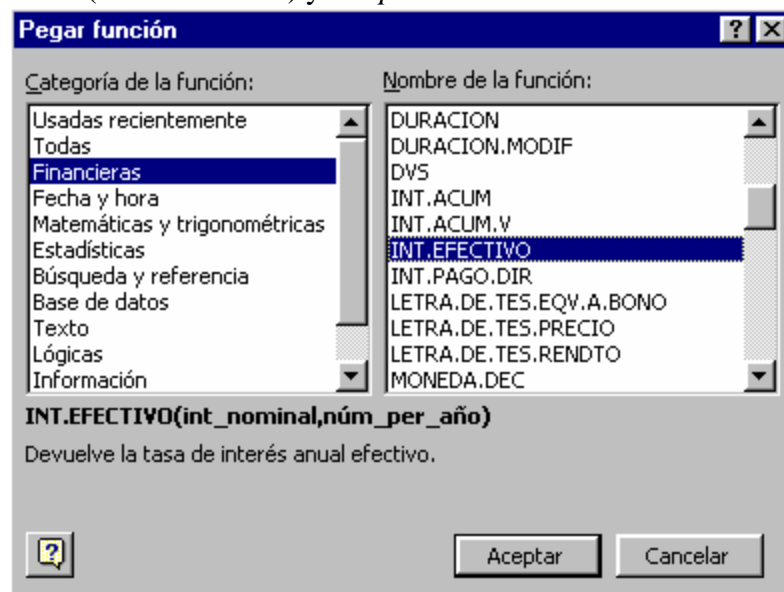 Pegar función
Categoría de la función:
Usadas recientemente
Todas
Financieras
Fecha y hora
Matemáticas y trigonométricas
Estadísticas
Búsqueda y referencia
Base de datos
Texto
Lógicas
Información
Nombre de la función:
DURACION
DURACION.MODIF
DVS
INT.ACUM
INT.ACUM.V
INT.EFECTIVO
INT.PAGO.DIR
LETRA.DE.TES.EQV.A.BONO
LETRA.DE.TES.PRECIO
LETRA.DE.TES.RENDTO
MONEDA.DEC
INT.EFECTIVO(int_nominal,núm_per_año)
Devuelve la tasa de interés anual efectivo.
Aceptar
Cancelar